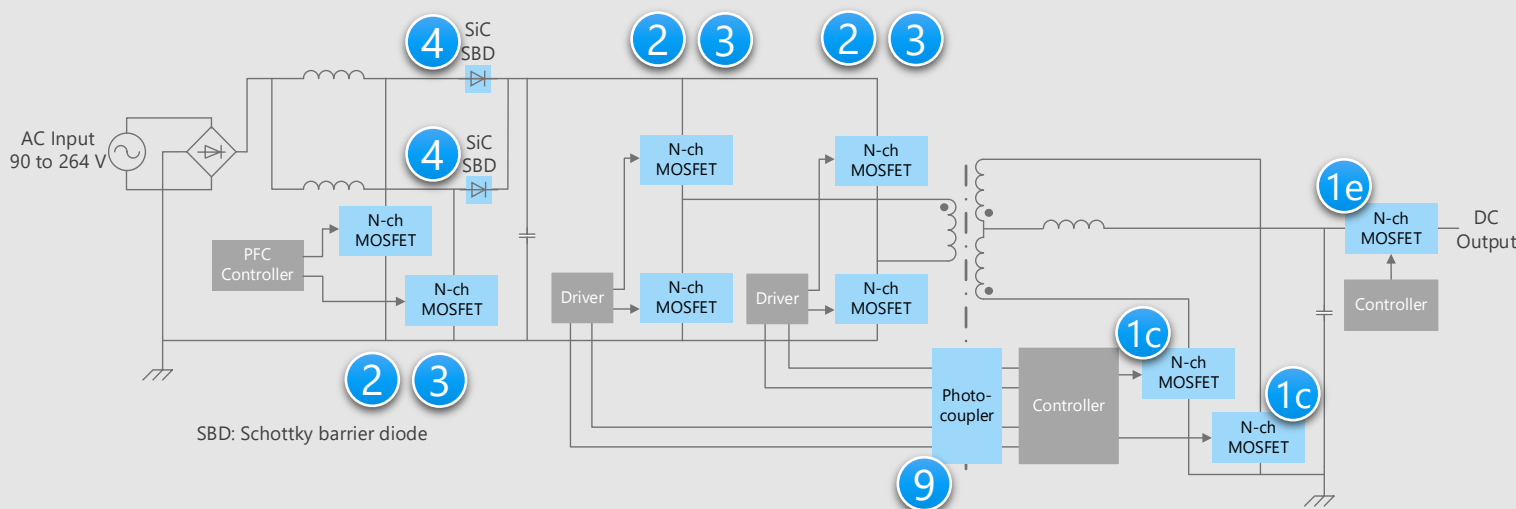 4
SiC
SBD
2
3
2
3
AC Input
90 to 264 V
4
SiC
SBD
N-ch
MOSFET
N-ch
MOSFET
1e
N-ch
MOSFET
DC
Output
N-ch
MOSFET
PFC
Controller
N-ch
MOSFET
Driver
N-ch
MOSFET
Driver
N-ch
MOSFET
Controller
2
3
1c
N-ch
MOSFET
1c
Photo-
coupler
Controller
N-ch
MOSFET
SBD: Schottky barrier diode
9